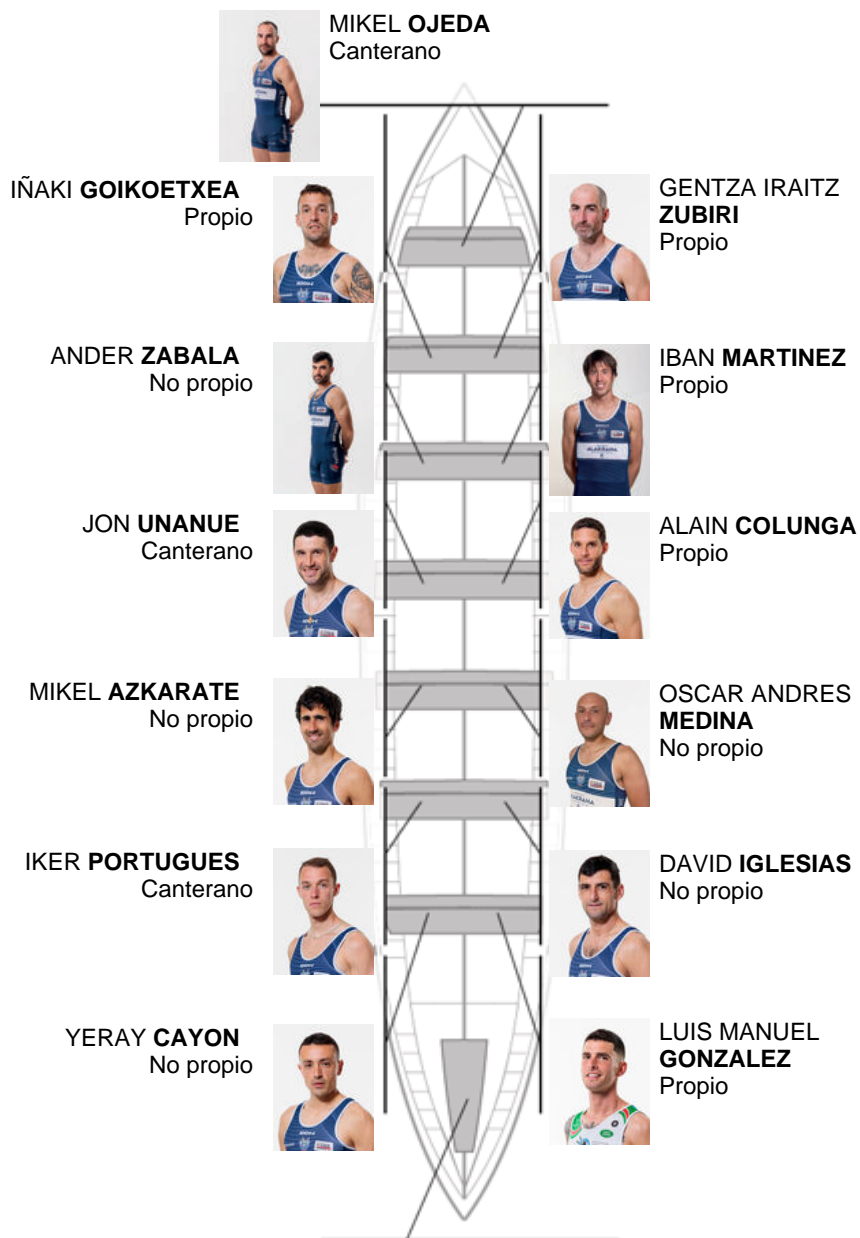 MIKEL OJEDA
Canterano
IÑAKI GOIKOETXEA
Propio
GENTZA IRAITZ
ZUBIRI
Propio
ANDER ZABALA
No propio
IBAN MARTINEZ
Propio
JON UNANUE
Canterano
ALAIN COLUNGA
Propio
MIKEL AZKARATE
No propio
OSCAR ANDRES
MEDINA
No propio
IKER PORTUGUES
Canterano
DAVID IGLESIAS
No propio
YERAY CAYON
No propio
LUIS MANUEL
GONZALEZ
Propio